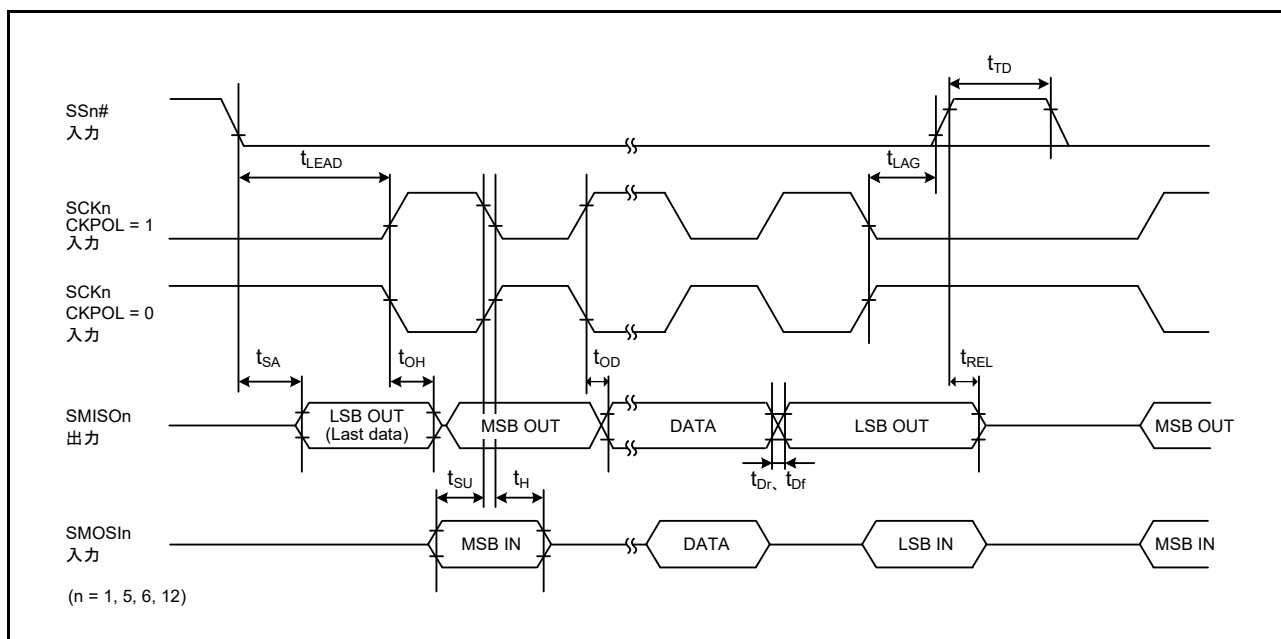 t_TD
SSn#
入力
t_LEAD
t_LAG
SCKn
CKPOL = 1
入力
SCKn
CKPOL = 0
入力
t_SA
t_OH
t_OD
t_REL
SMISOn
出力
LSB OUT
(Last data)
MSB OUT
DATA
LSB OUT
MSB OUT
t_SU
t_H
t_Dr、t_Df
SMOSIn
入力
MSB IN
DATA
LSB IN
MSB IN
(n = 1, 5, 6, 12)